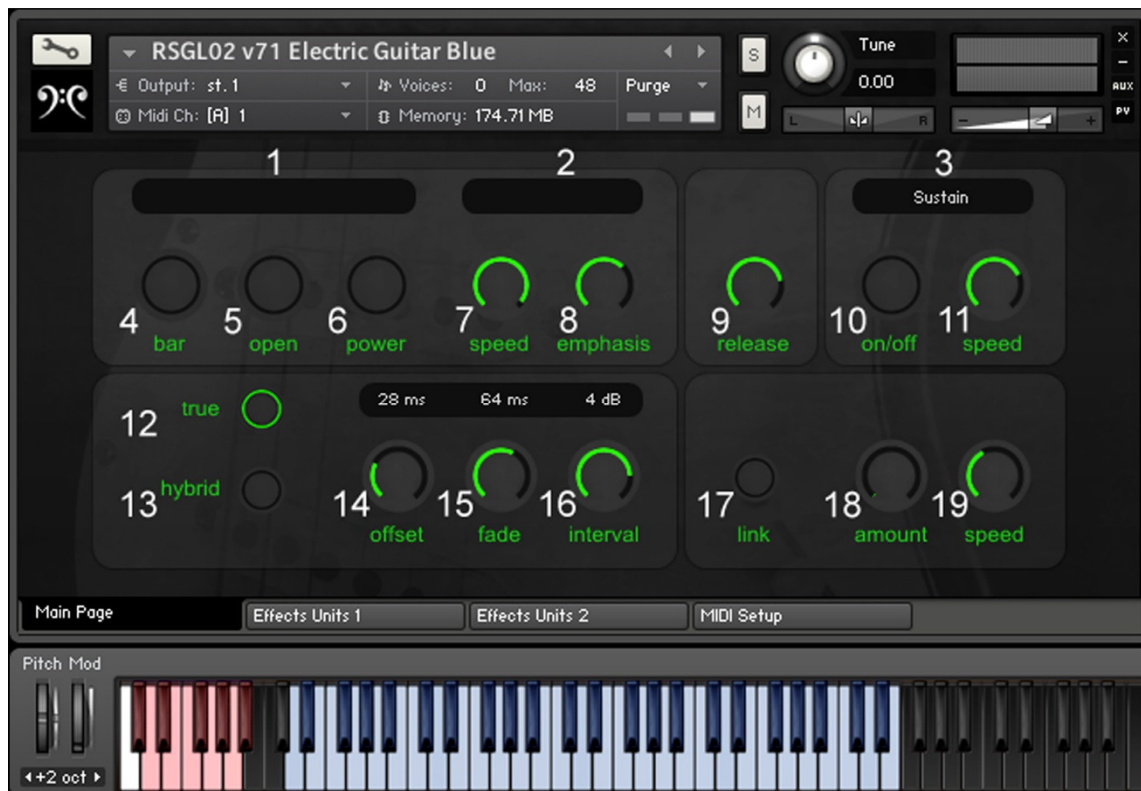 RSGL02 v71 Electric Guitar Blue
Output: st.1 Voices: 0 Max: 48 Purge
Midi Ch: [A] 1 Memory: 174.71 MB
S
M
Tune
0.00
L R
- +
×
-
AUX
PV
1 2 3
Sustain
4 5 6 7 8 9 10 11
bar open power speed emphasis release on/off speed
12 true
28 ms 64 ms 4 dB
13 hybrid
14 15 16 17 18 19
offset fade interval link amount speed
Main Page Effects Units 1 Effects Units 2 MIDI Setup
Pitch Mod
+2 oct